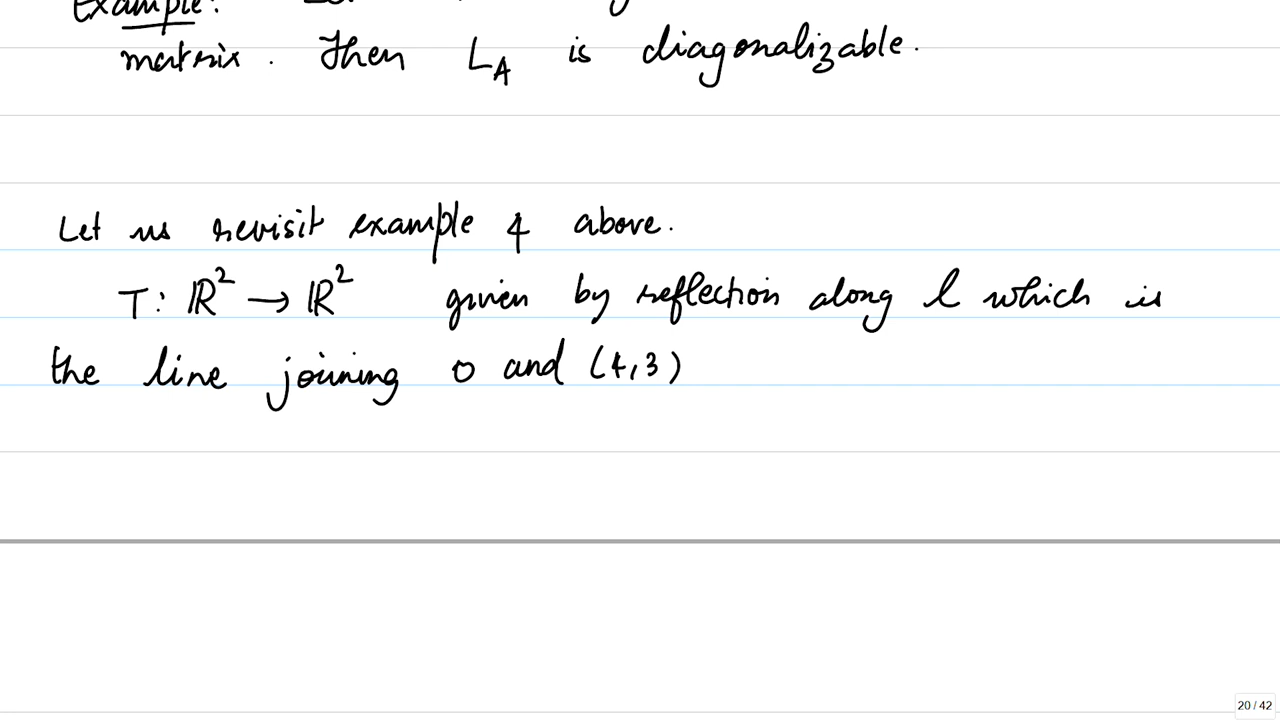 Example:
matrix. Then L_A is diagonalizable.
Let us revisit example 4 above.
T: ℝ² → ℝ² given by reflection along l which is
the line joining 0 and (4,3)
20 / 42